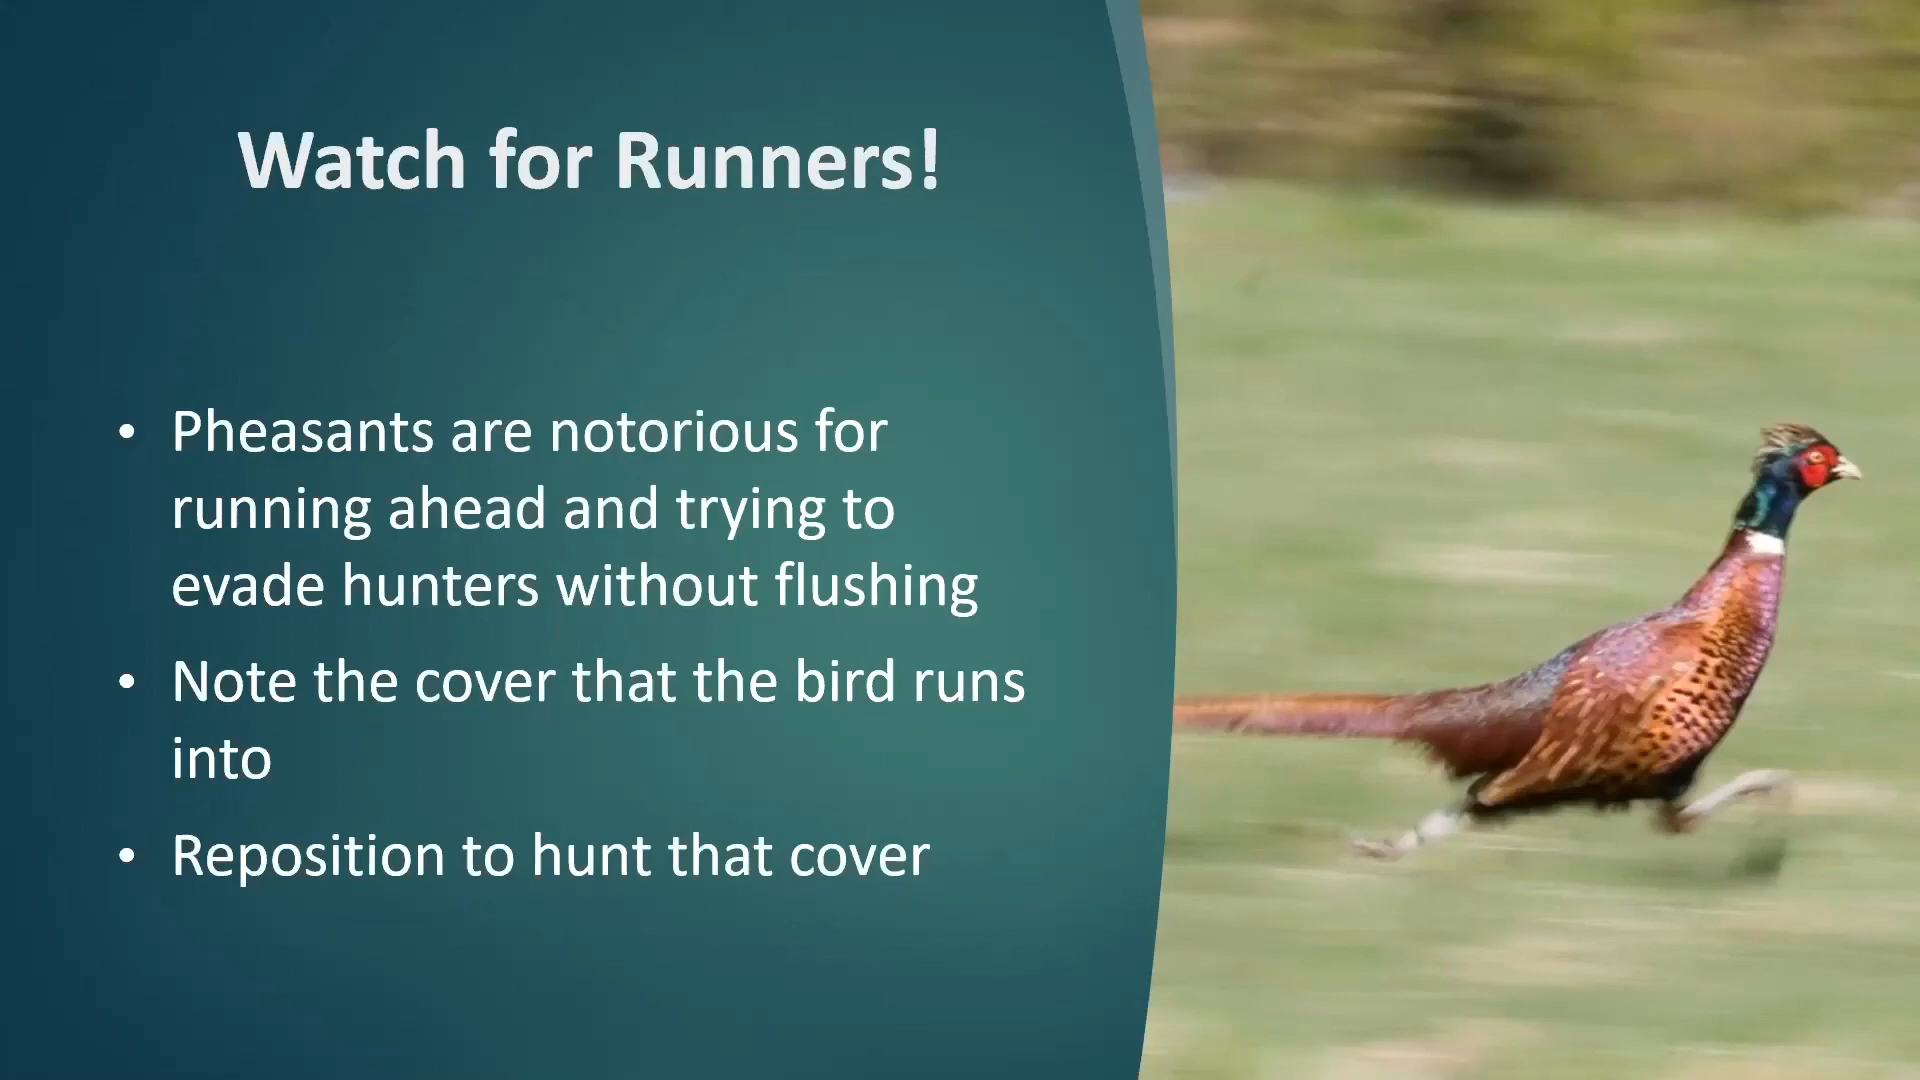 Watch for Runners!
• Pheasants are notorious for
running ahead and trying to
evade hunters without flushing
• Note the cover that the bird runs
into
• Reposition to hunt that cover